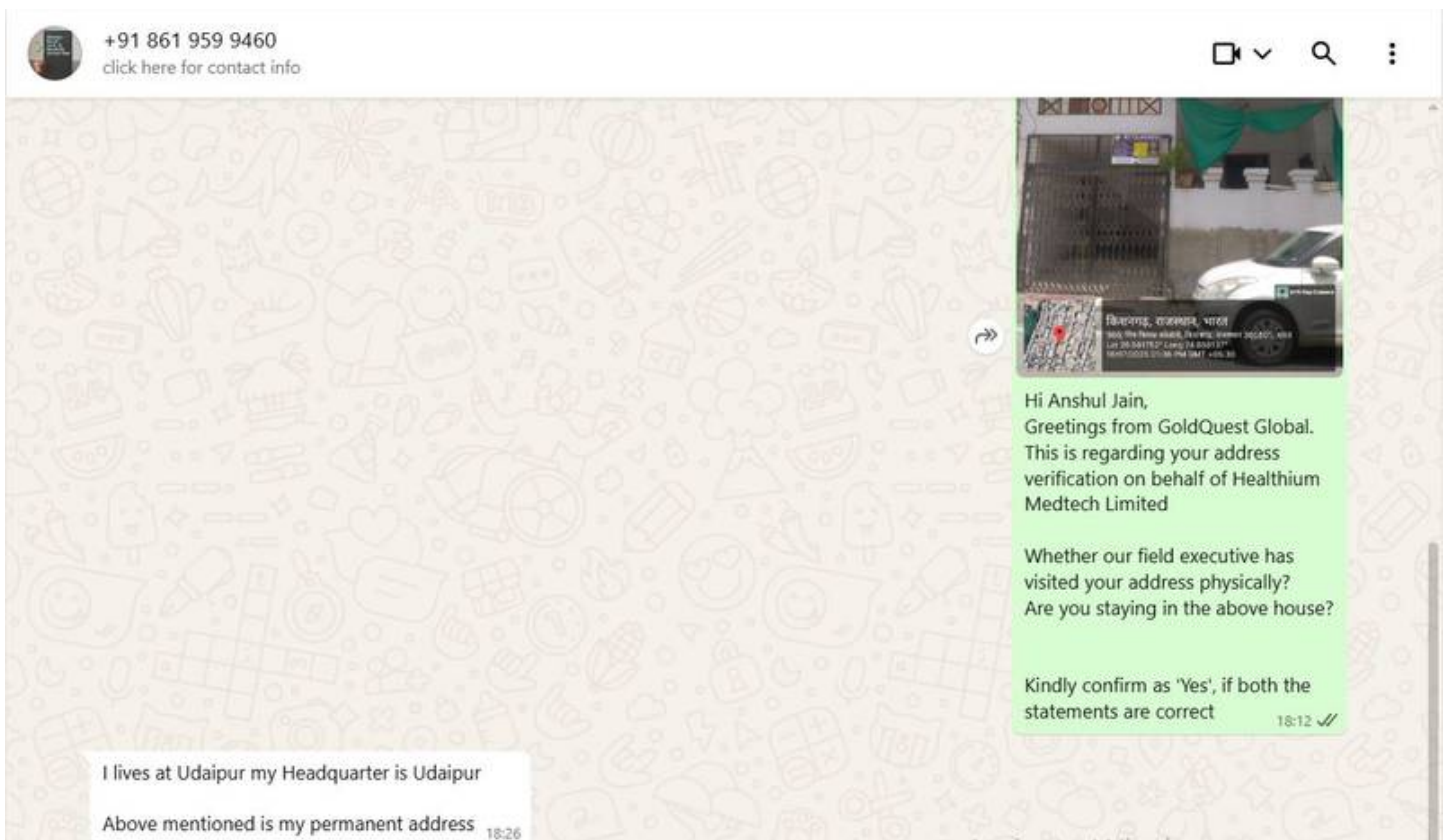 +91 861 959 9460
click here for contact info
किशनगढ़, राजस्थान, भारत
Hi Anshul Jain,
Greetings from GoldQuest Global.
This is regarding your address
verification on behalf of Healthium
Medtech Limited
Whether our field executive has
visited your address physically?
Are you staying in the above house?
Kindly confirm as 'Yes', if both the
statements are correct
18:12
I lives at Udaipur my Headquarter is Udaipur
Above mentioned is my permanent address
18:26